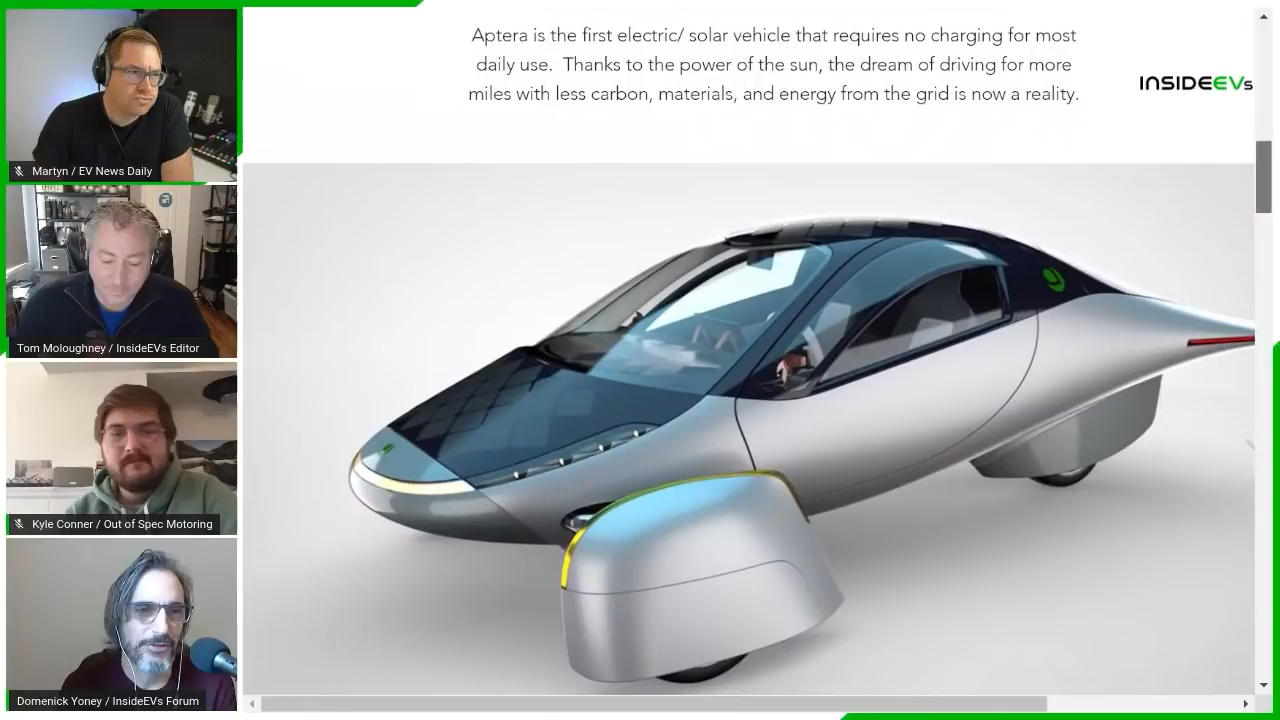 Aptera is the first electric/ solar vehicle that requires no charging for most
daily use. Thanks to the power of the sun, the dream of driving for more
miles with less carbon, materials, and energy from the grid is now a reality.
INSIDEEVs
Martyn / EV News Daily
Tom Moloughney / InsideEVs Editor
Kyle Conner / Out of Spec Motoring
Domenick Yoney / InsideEVs Forum